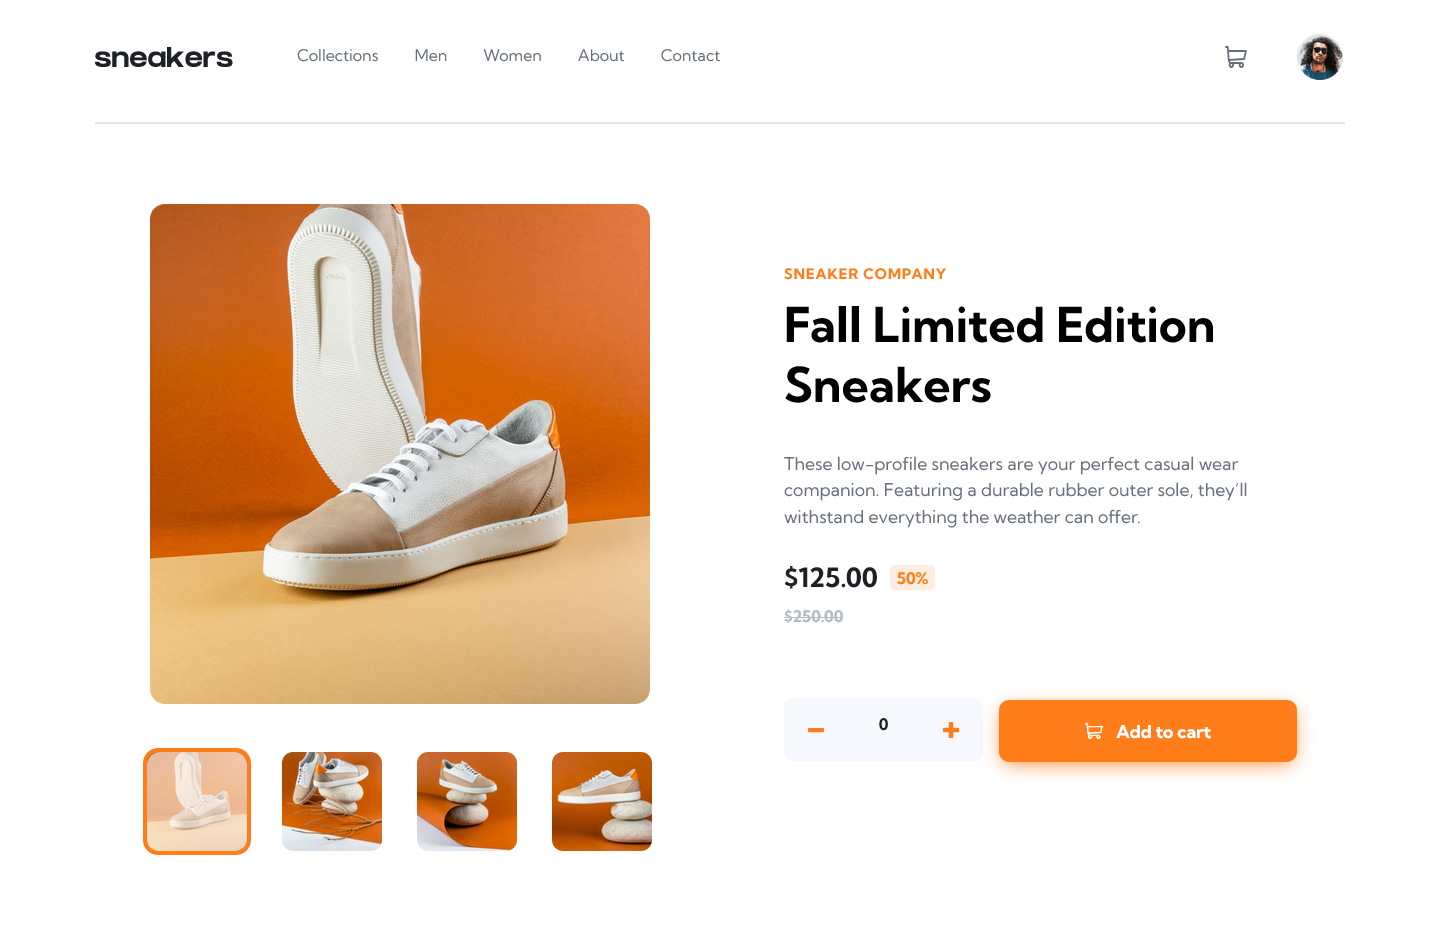 sneakers
Collections Men Women About Contact
SNEAKER COMPANY
Fall Limited Edition
Sneakers
These low-profile sneakers are your perfect casual wear
companion. Featuring a durable rubber outer sole, they’ll
withstand everything the weather can offer.
$125.00 50%
$250.00
0
Add to cart